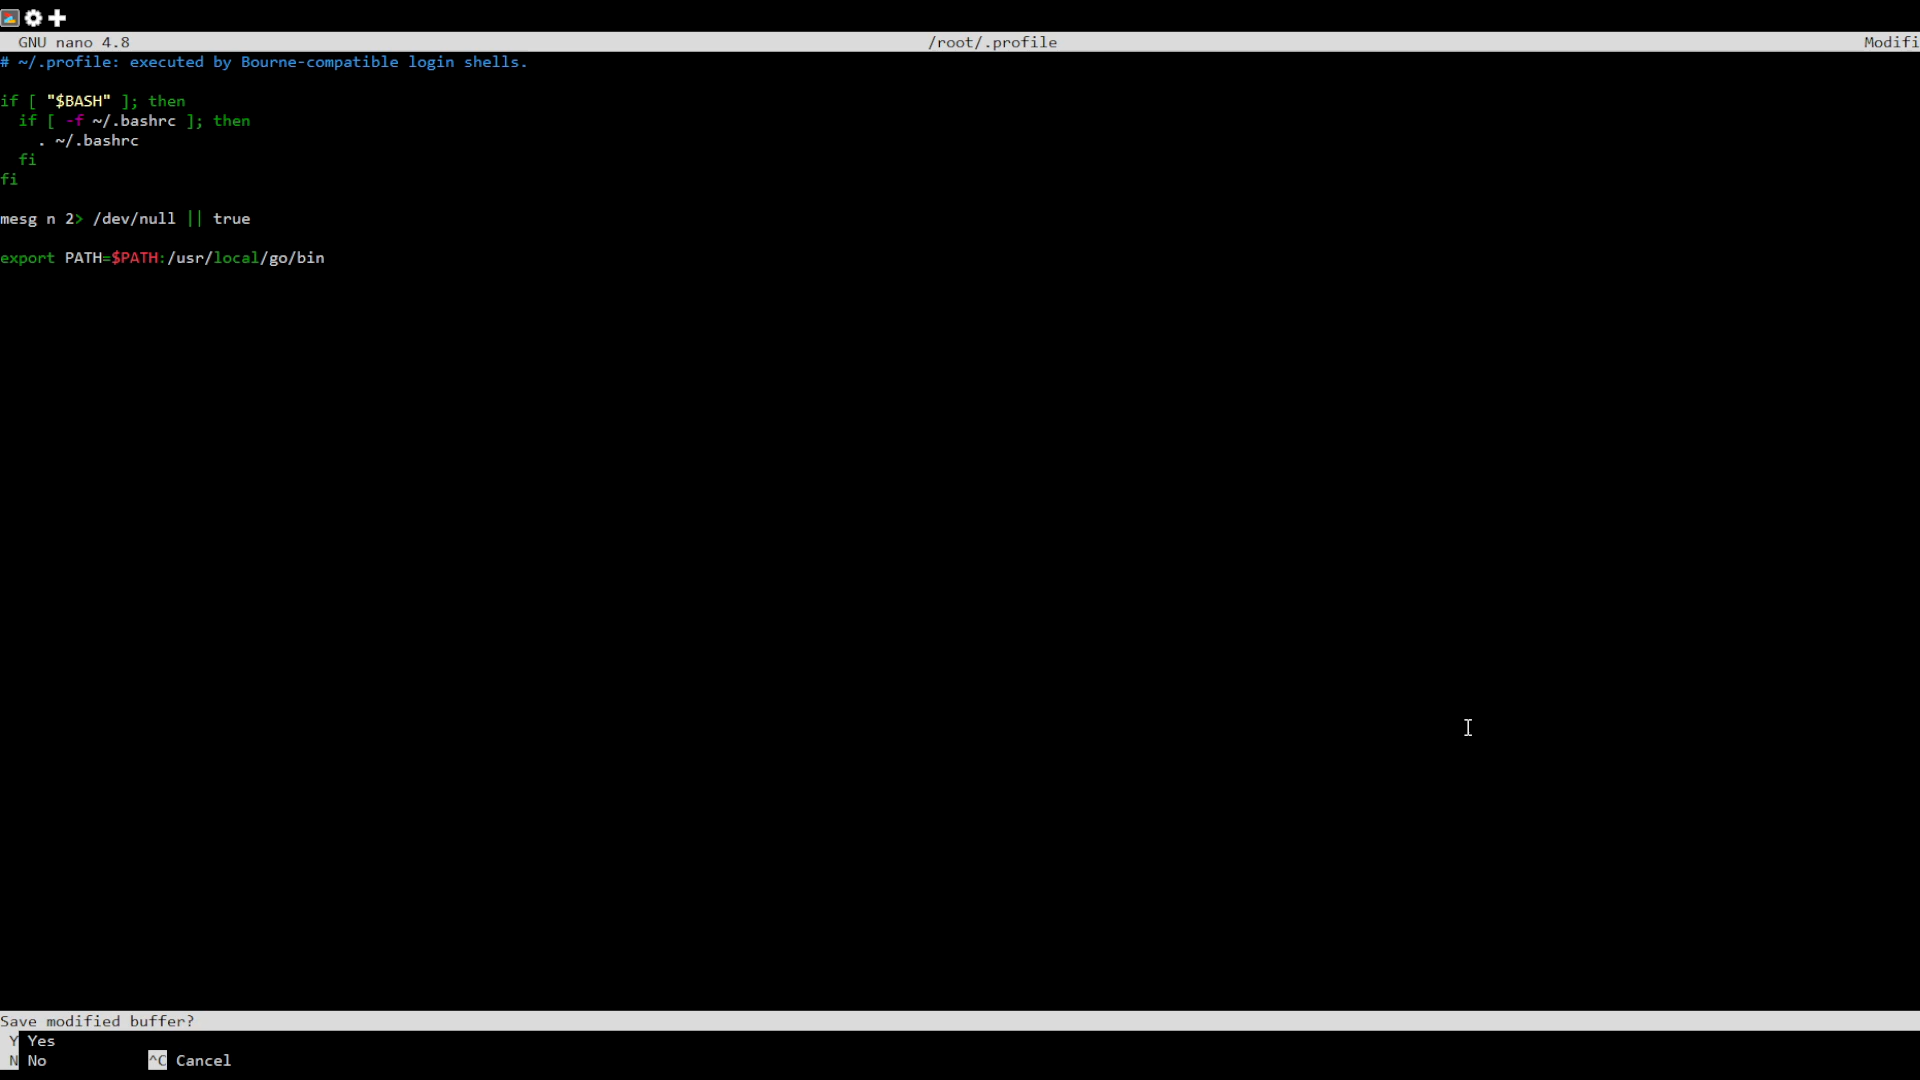 GNU nano 4.8 /root/.profile Modifi
# ~/.profile: executed by Bourne-compatible login shells.
if [ "$BASH" ]; then
  if [ -f ~/.bashrc ]; then
    . ~/.bashrc
  fi
fi
mesg n 2> /dev/null || true
export PATH=$PATH:/usr/local/go/bin
Save modified buffer?
Y Yes
N No ^C Cancel